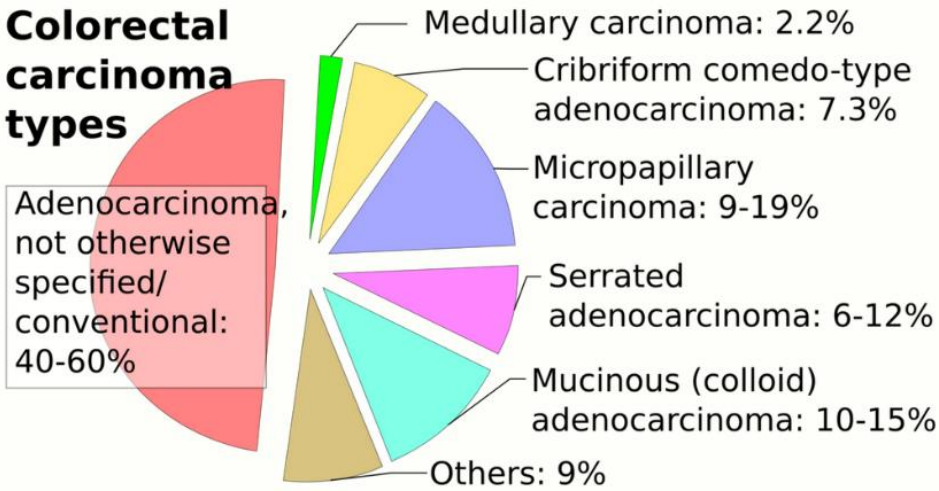 Colorectal
carcinoma
types
Medullary carcinoma: 2.2%
Cribriform comedo-type
adenocarcinoma: 7.3%
Micropapillary
carcinoma: 9-19%
Adenocarcinoma,
not otherwise
specified/
conventional:
40-60%
Serrated
adenocarcinoma: 6-12%
Mucinous (colloid)
adenocarcinoma: 10-15%
Others: 9%